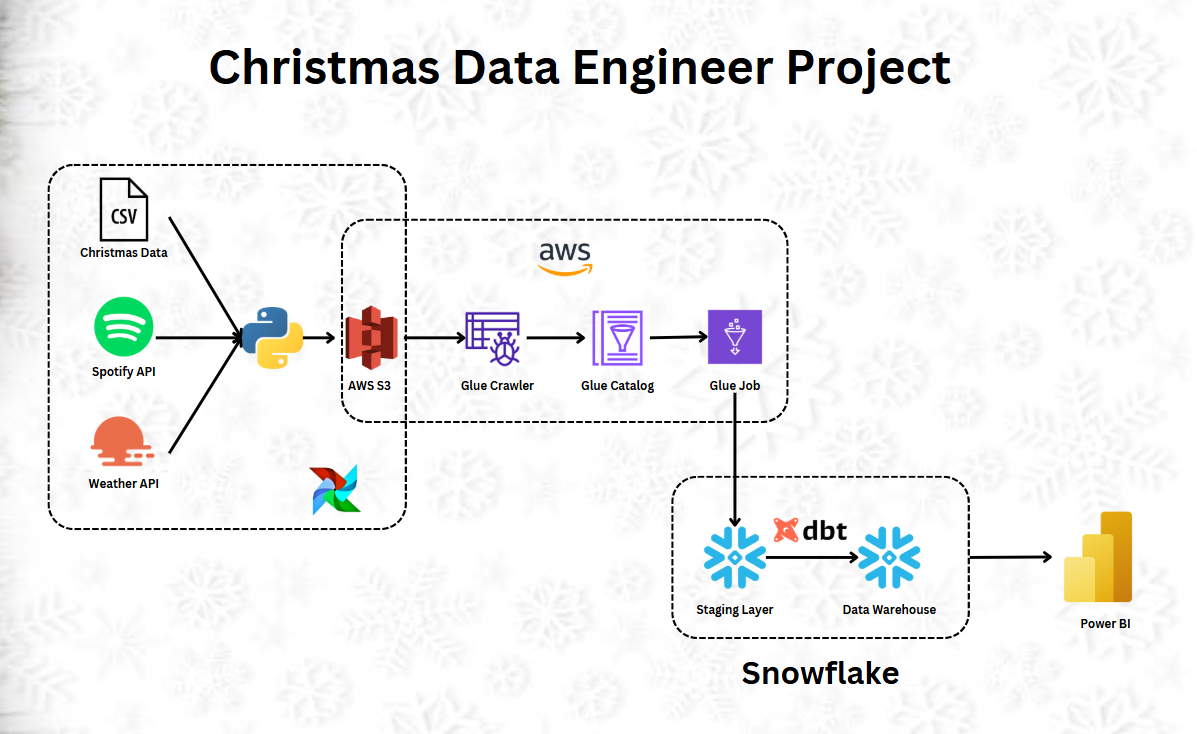 Christmas Data Engineer Project
CSV
Christmas Data
Spotify API
Weather API
aws
AWS S3
Glue Crawler
Glue Catalog
Glue Job
dbt
Staging Layer
Data Warehouse
Power BI
Snowflake